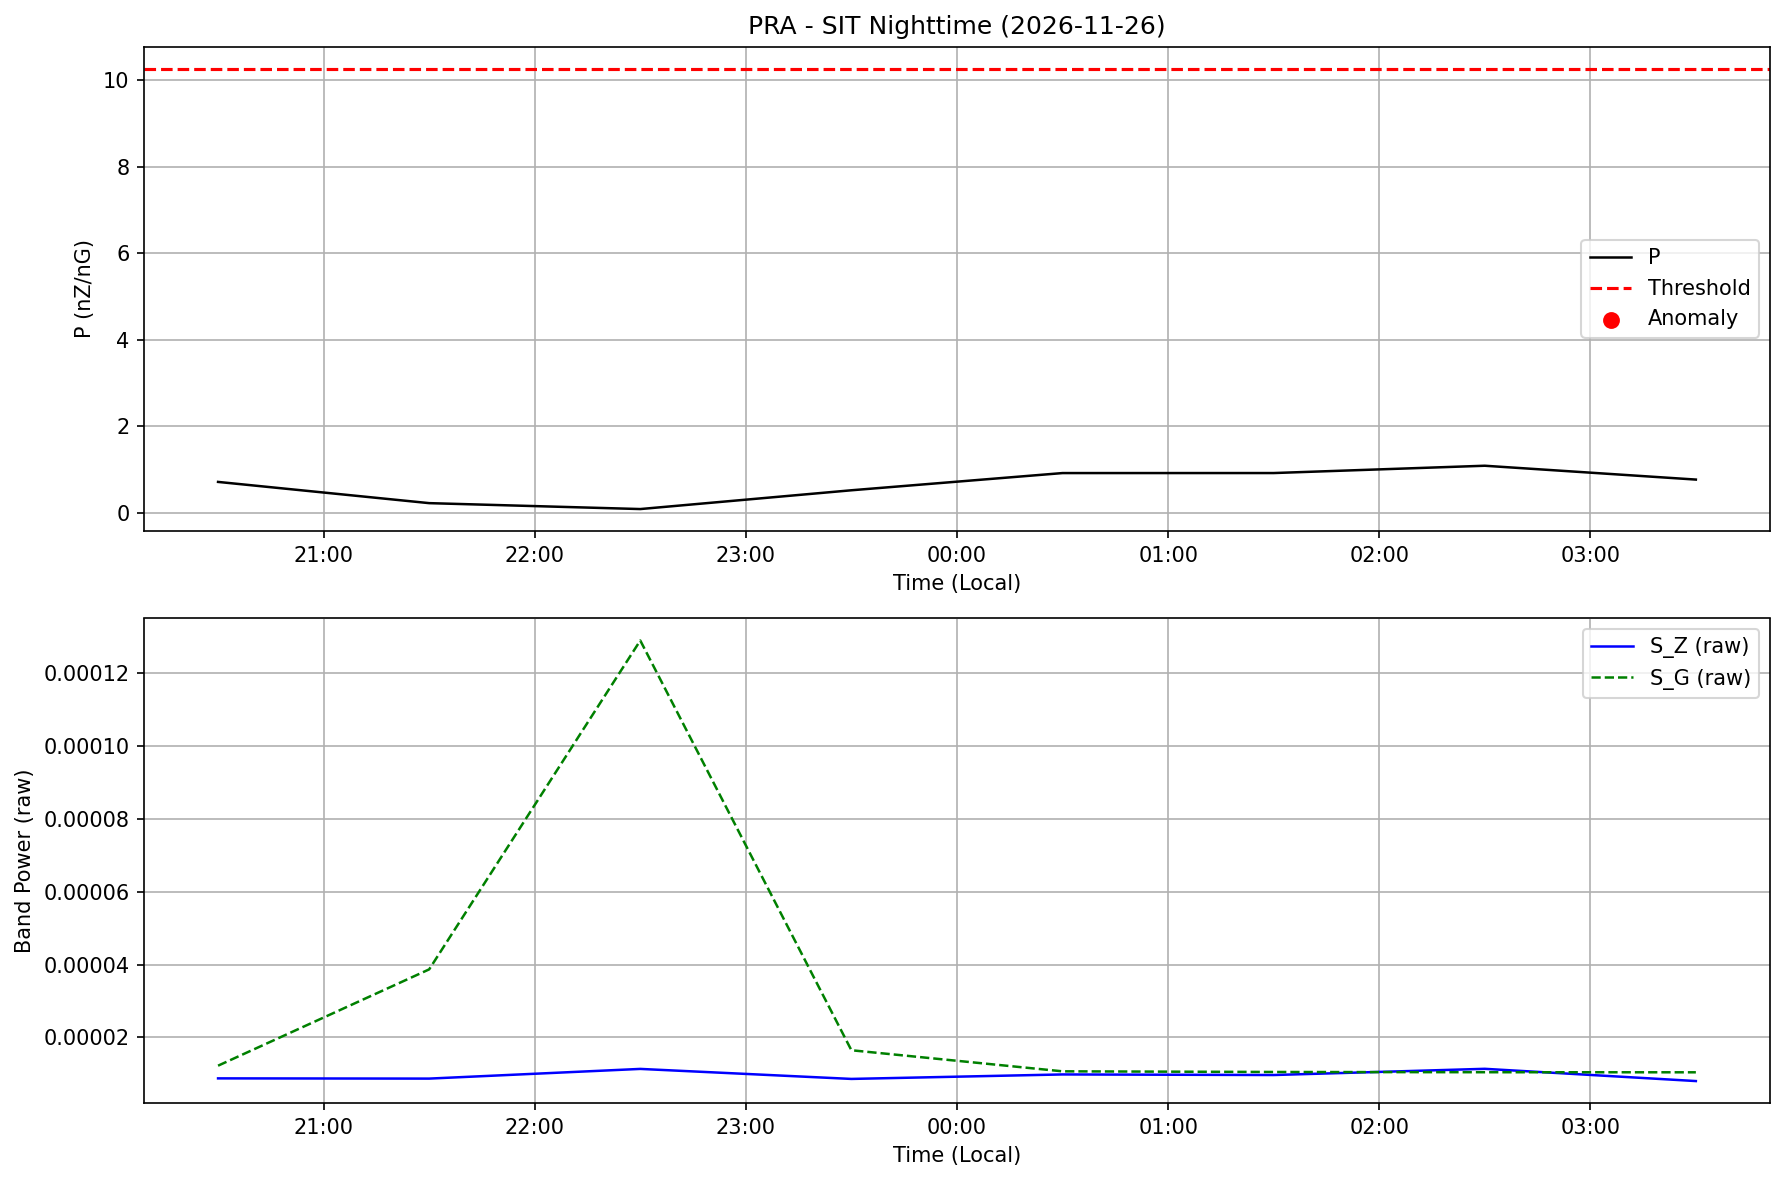 PRA - SIT Nighttime (2026-11-26)
P (nZ/nG)
10
8
6
4
2
0
P
Threshold
Anomaly
21:00 22:00 23:00 00:00 01:00 02:00 03:00
Time (Local)
Band Power (raw)
0.00012
0.00010
0.00008
0.00006
0.00004
0.00002
S_Z (raw)
S_G (raw)
21:00 22:00 23:00 00:00 01:00 02:00 03:00
Time (Local)